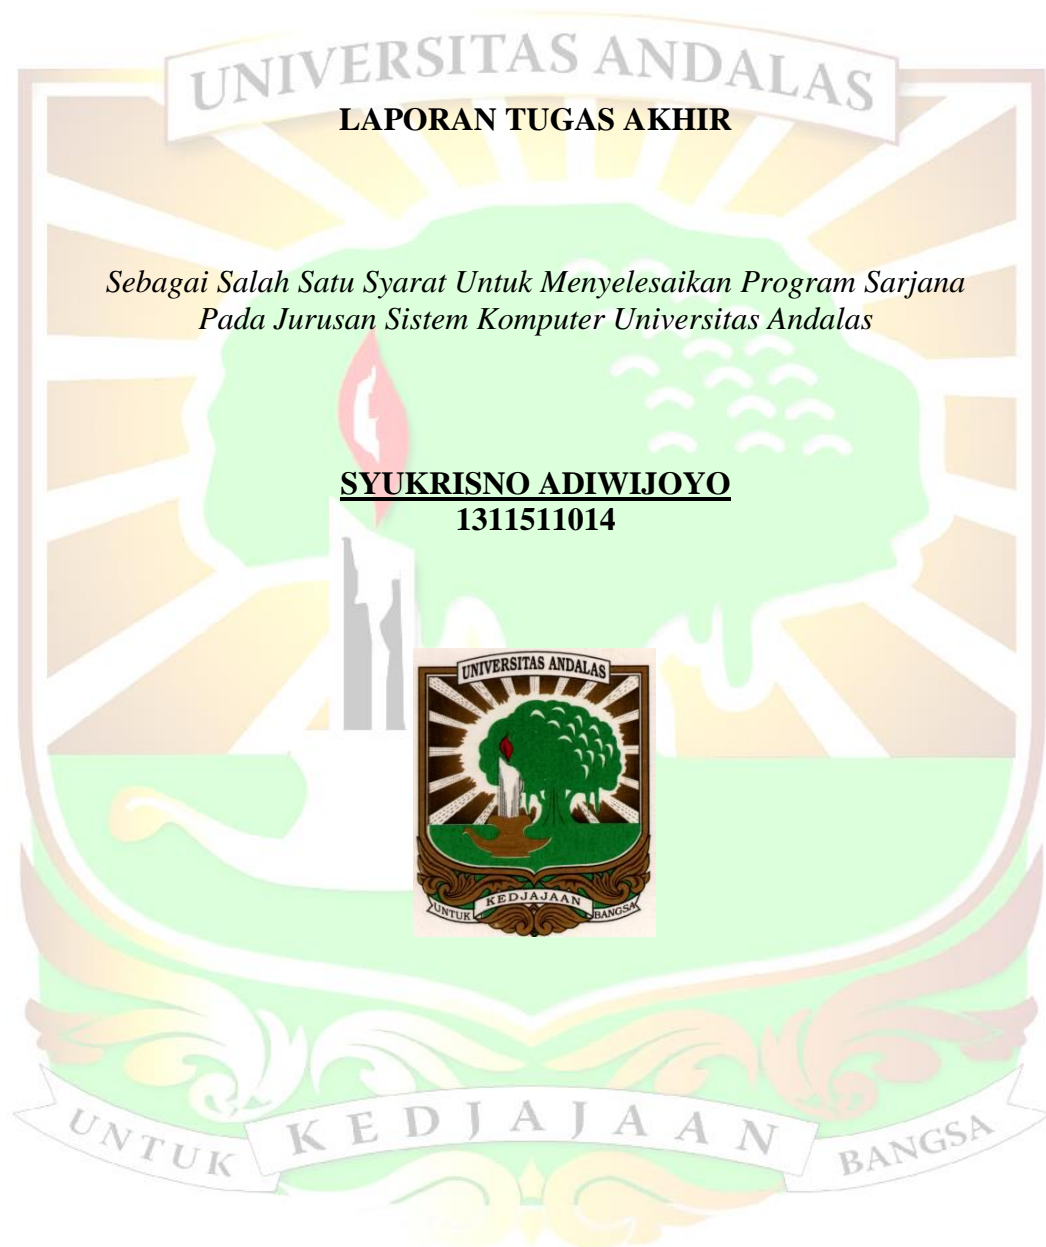 UNIVERSITAS ANDALAS
LAPORAN TUGAS AKHIR
Sebagai Salah Satu Syarat Untuk Menyelesaikan Program Sarjana
Pada Jurusan Sistem Komputer Universitas Andalas
SYUKRISNO ADIWIJOYO
1311511014
UNIVERSITAS ANDALAS
UNTUK KEDJAJAAN BANGSA
UNTUK KEDJAJAAN BANGSA